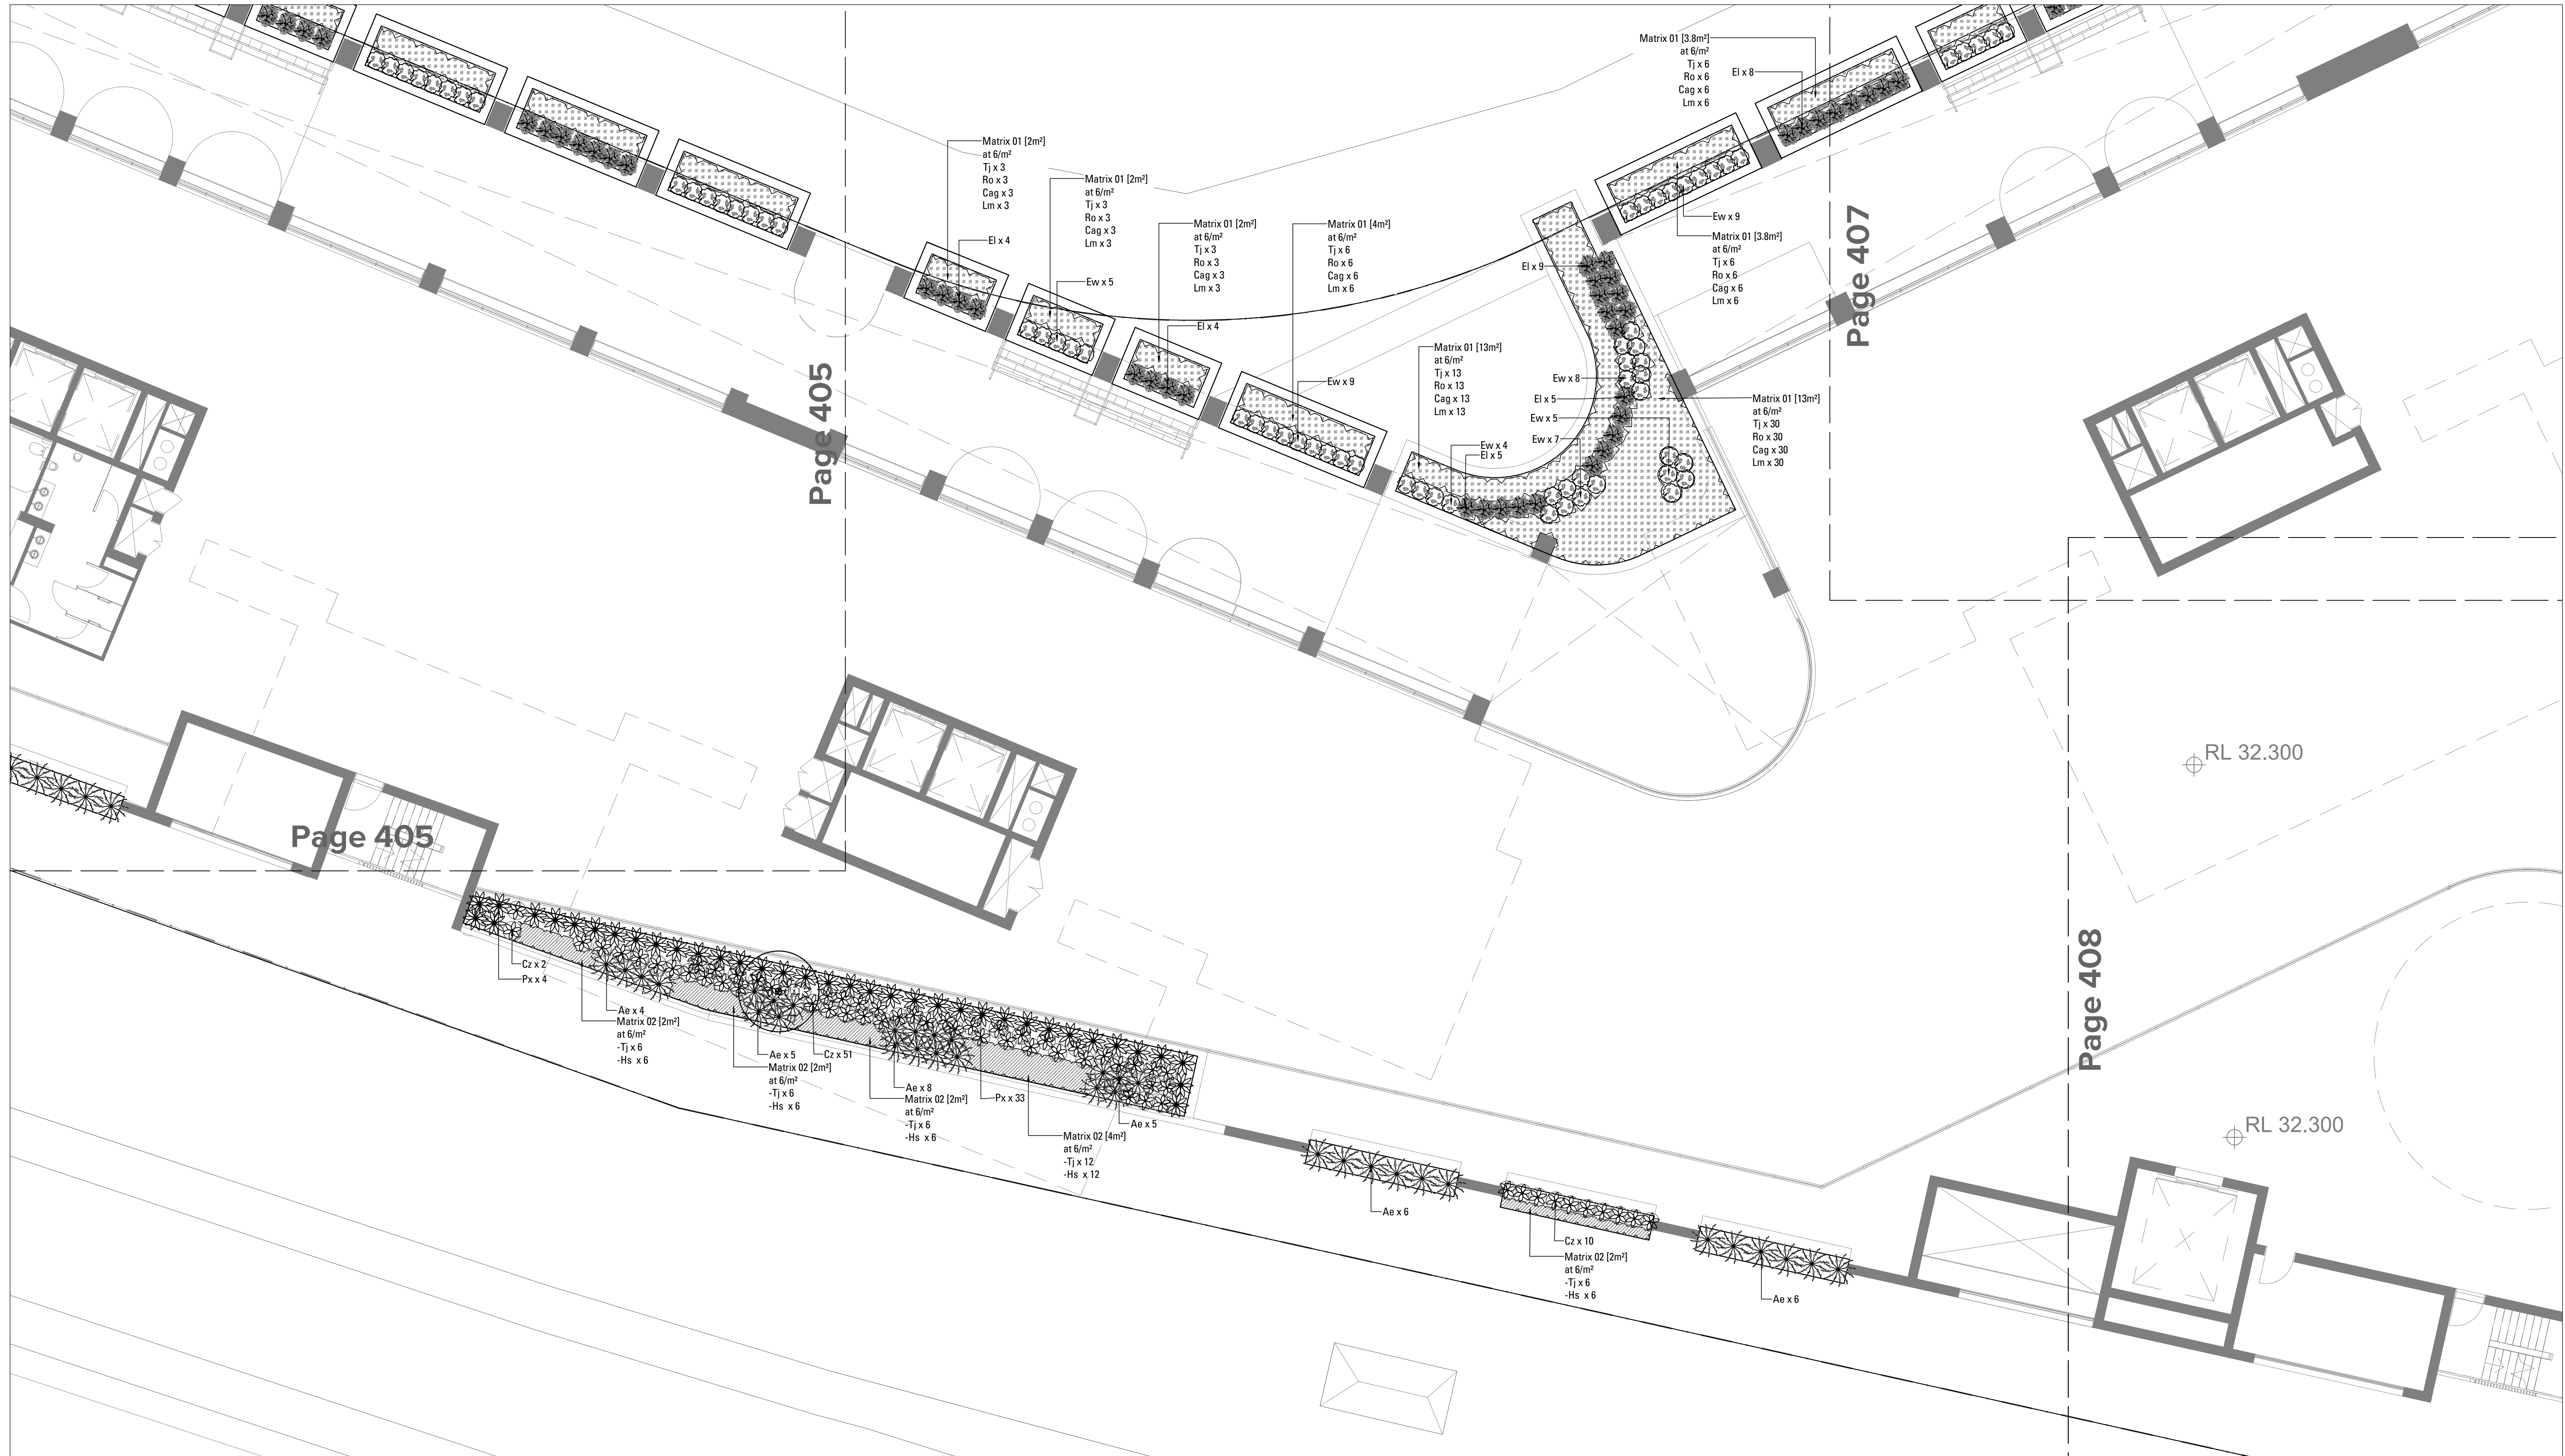 Matrix 01 [3.8m²]
at 6/m²
Tj x 6
Ro x 6
Cag x 6
Lm x 6
El x 8
Matrix 01 [2m²]
at 6/m²
Tj x 3
Ro x 3
Cag x 3
Lm x 3
El x 4
Matrix 01 [2m²]
at 6/m²
Tj x 3
Ro x 3
Cag x 3
Lm x 3
Ew x 5
Matrix 01 [2m²]
at 6/m²
Tj x 3
Ro x 3
Cag x 3
Lm x 3
El x 4
Matrix 01 [4m²]
at 6/m²
Tj x 6
Ro x 6
Cag x 6
Lm x 6
Ew x 9
Ew x 9
Matrix 01 [3.8m²]
at 6/m²
Tj x 6
Ro x 6
Cag x 6
Lm x 6
Page 407
El x 9
Matrix 01 [13m²]
at 6/m²
Tj x 13
Ro x 13
Cag x 13
Lm x 13
Ew x 8
El x 5
Ew x 5
Ew x 7
Ew x 4
El x 5
Matrix 01 [13m²]
at 6/m²
Tj x 30
Ro x 30
Cag x 30
Lm x 30
Page 405
RL 32.300
Page 405
Page 408
Cz x 2
Px x 4
Ae x 4
Matrix 02 [2m²]
at 6/m²
-Tj x 6
-Hs x 6
Ae x 5
Cz x 51
Matrix 02 [2m²]
at 6/m²
-Tj x 6
-Hs x 6
Ae x 8
Matrix 02 [2m²]
at 6/m²
-Tj x 6
-Hs x 6
Px x 33
Ae x 5
Matrix 02 [4m²]
at 6/m²
-Tj x 12
-Hs x 12
RL 32.300
Ae x 6
Cz x 10
Matrix 02 [2m²]
at 6/m²
-Tj x 6
-Hs x 6
Ae x 6